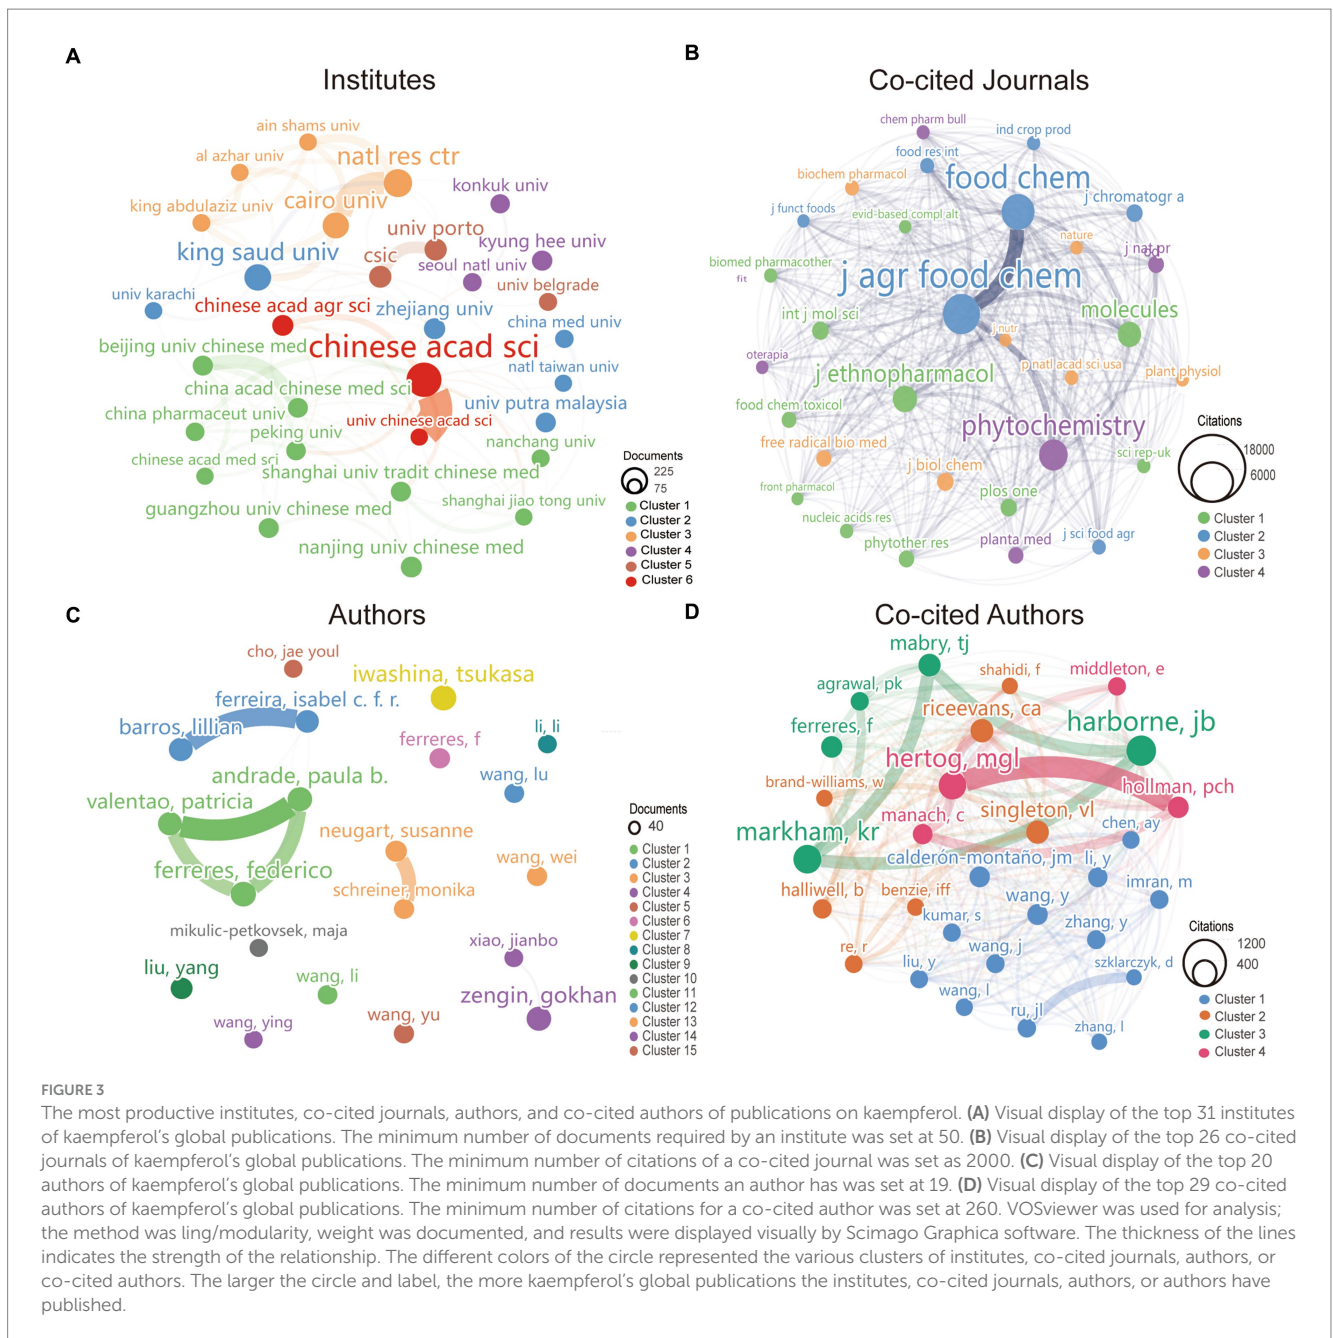 A
Institutes
ain shams univ
al azhar univ
natl res ctr
konkuk univ
king abdulaziz univ
cairo univ
univ porto
kyung hee univ
king saud univ
csic
seoul natl univ
univ belgrade
univ karachi
chinese acad agr sci
zhejiang univ
china med univ
beijing univ chinese med
chinese acad sci
natl taiwan univ
china acad chinese med sci
univ putra malaysia
china pharmaceut univ
univ chinese acad sci
peking univ
nanchang univ
chinese acad med sci
shanghai univ tradit chinese med
shanghai jiao tong univ
guangzhou univ chinese med
nanjing univ chinese med
Documents
225
75
Cluster 1
Cluster 2
Cluster 3
Cluster 4
Cluster 5
Cluster 6
B
Co-cited Journals
chem pharm bull
ind crop prod
food res int
biochem pharmacol
food chem
j chromatogr a
j funct foods
evid-based compl alt
nature
j nat pr
od
biomed pharmacother
fit
j agr food chem
int j mol sci
molecules
j nutr
oterapia
p natl acad sci usa
plant physiol
j ethnopharmacol
food chem toxicol
phytochemistry
free radical bio med
sci rep-uk
j biol chem
front pharmacol
plos one
nucleic acids res
phytother res
planta med
j sci food agr
Citations
18000
6000
Cluster 1
Cluster 2
Cluster 3
Cluster 4
C
Authors
cho, jae youl
iwashina, tsukasa
ferreira, isabel c. f. r.
barros, lillian
ferreres, f
li, li
andrade, paula b.
wang, lu
valentao, patricia
neugart, susanne
wang, wei
ferreres, federico
schreiner, monika
mikulic-petkovsek, maja
xiao, jianbo
liu, yang
wang, li
zengin, gokhan
wang, ying
wang, yu
Documents
40
Cluster 1
Cluster 2
Cluster 3
Cluster 4
Cluster 5
Cluster 6
Cluster 7
Cluster 8
Cluster 9
Cluster 10
Cluster 11
Cluster 12
Cluster 13
Cluster 14
Cluster 15
D
Co-cited Authors
mabry, tj
shahidi, f
middleton, e
agrawal, pk
riceevans, ca
harborne, jb
ferreres, f
hertog, mgl
brand-williams, w
hollman, pch
manach, c
singleton, vl
chen, ay
markham, kr
calderón-montaño, jm
li, y
halliwell, b
benzie, iff
imran, m
wang, y
kumar, s
zhang, y
re, r
wang, j
liu, y
szklarczyk, d
wang, l
ru, jl
zhang, l
Citations
1200
400
Cluster 1
Cluster 2
Cluster 3
Cluster 4
FIGURE 3
The most productive institutes, co-cited journals, authors, and co-cited authors of publications on kaempferol. (A) Visual display of the top 31 institutes
of kaempferol's global publications. The minimum number of documents required by an institute was set at 50. (B) Visual display of the top 26 co-cited
journals of kaempferol's global publications. The minimum number of citations of a co-cited journal was set as 2000. (C) Visual display of the top 20
authors of kaempferol's global publications. The minimum number of documents an author has was set at 19. (D) Visual display of the top 29 co-cited
authors of kaempferol's global publications. The minimum number of citations for a co-cited author was set at 260. VOSviewer was used for analysis;
the method was ling/modularity, weight was documented, and results were displayed visually by Scimago Graphica software. The thickness of the lines
indicates the strength of the relationship. The different colors of the circle represented the various clusters of institutes, co-cited journals, authors, or
co-cited authors. The larger the circle and label, the more kaempferol's global publications the institutes, co-cited journals, authors, or authors have
published.